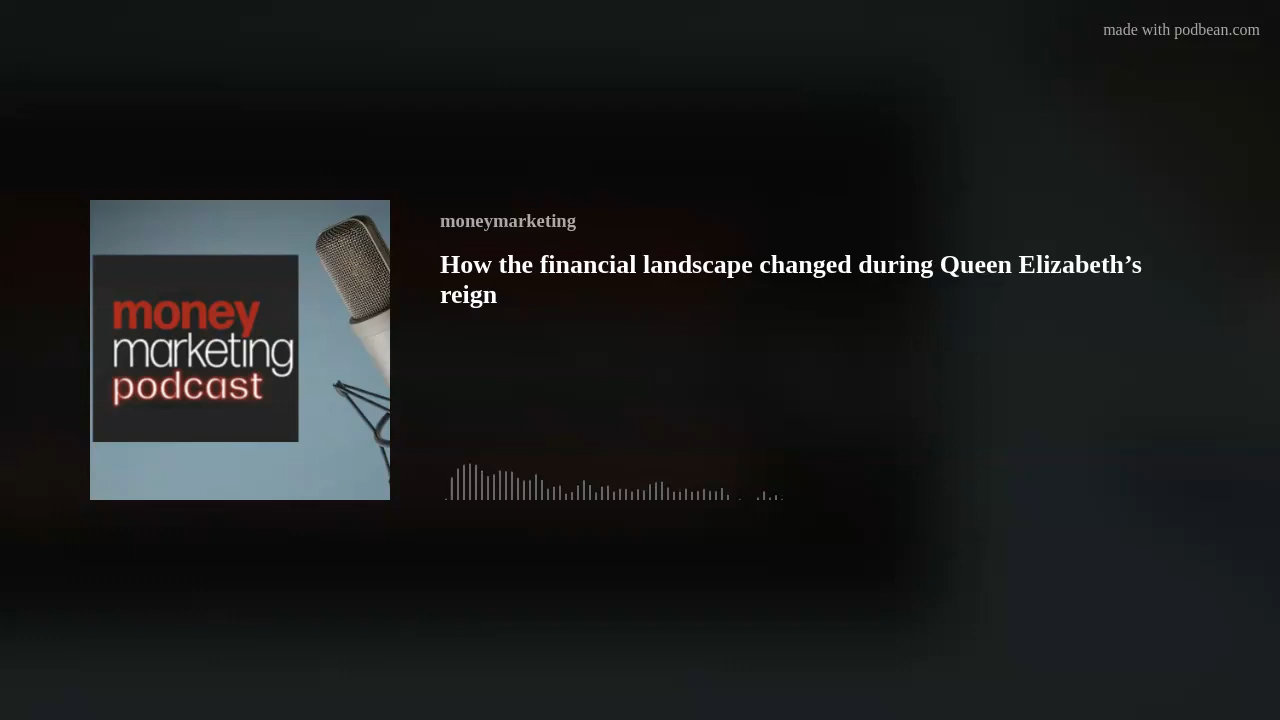 made with podbean.com
moneymarketing
How the financial landscape changed during Queen Elizabeth’s
reign
money
marketing
podcast